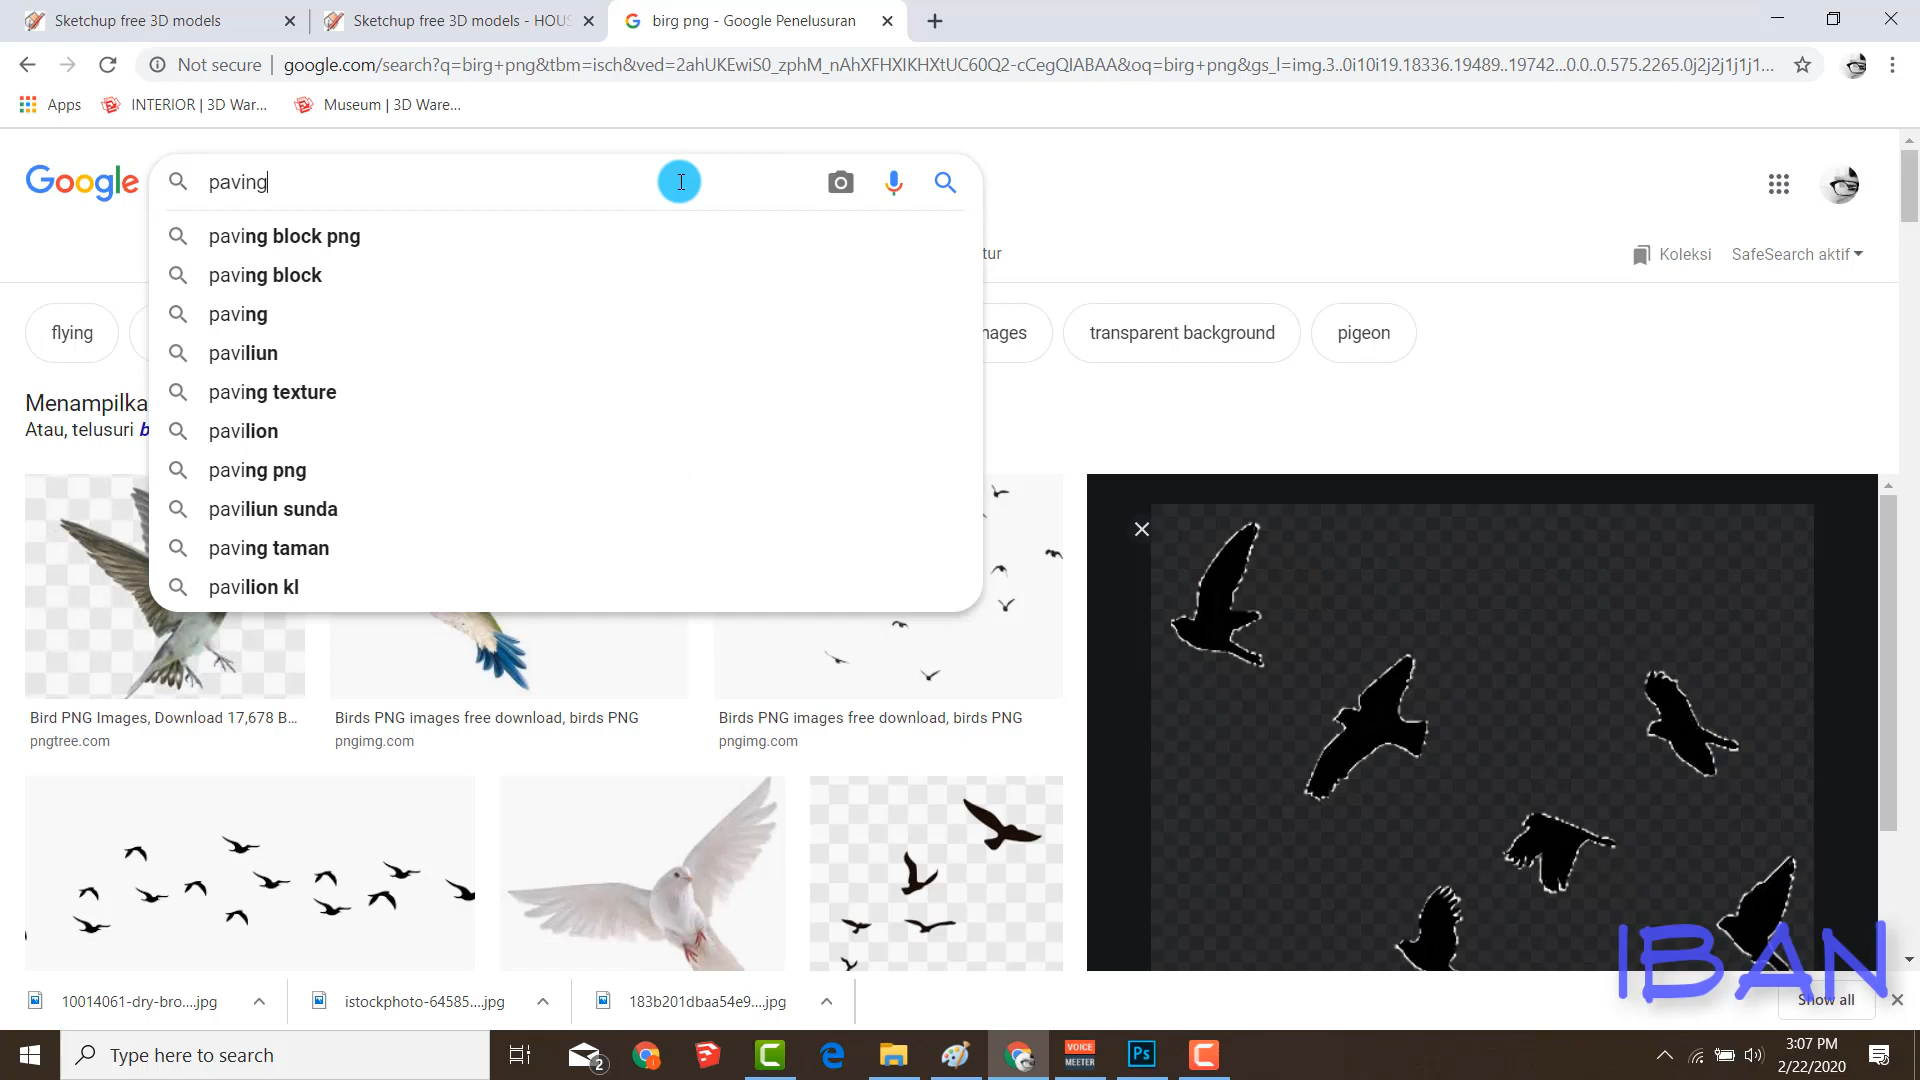 Sketchup free 3D models
Sketchup free 3D models - HOUS
birg png - Google Penelusuran
Not secure
google.com/search?q=birg+png&tbm=isch&ved=2ahUKEwiS0_zphM_nAhXFHXIKHXtUC60Q2-cCegQIABAA&oq=birg+png&gs_l=img.3..0i10i19.18336.19489..19742...0.0..0.575.2265.0j2j2j1j1j1...
Apps
INTERIOR | 3D War...
Museum | 3D Ware...
Google
paving
paving block png
paving block
paving
paviliun
paving texture
pavilion
paving png
paviliun sunda
paving taman
pavilion kl
tur
Koleksi
SafeSearch aktif
flying
mages
transparent background
pigeon
Menampilka
Atau, telusuri b
Bird PNG Images, Download 17,678 B...
pngtree.com
Birds PNG images free download, birds PNG
pngimg.com
Birds PNG images free download, birds PNG
pngimg.com
IBAN
10014061-dry-bro....jpg
istockphoto-64585....jpg
183b201dbaa54e9....jpg
Show all
Type here to search
2
VOICE
MEETER
Ps
3:07 PM
2/22/2020